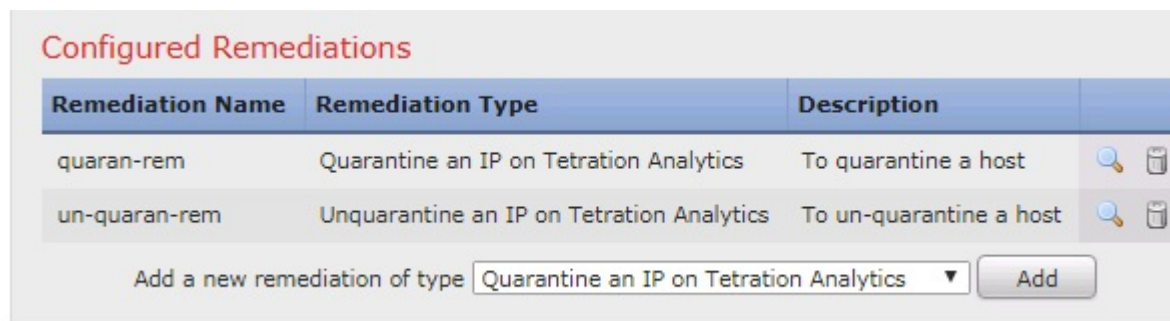 Configured Remediations
Remediation Name Remediation Type Description
quaran-rem Quarantine an IP on Tetration Analytics To quarantine a host
un-quaran-rem Unquarantine an IP on Tetration Analytics To un-quarantine a host
Add a new remediation of type Quarantine an IP on Tetration Analytics Add